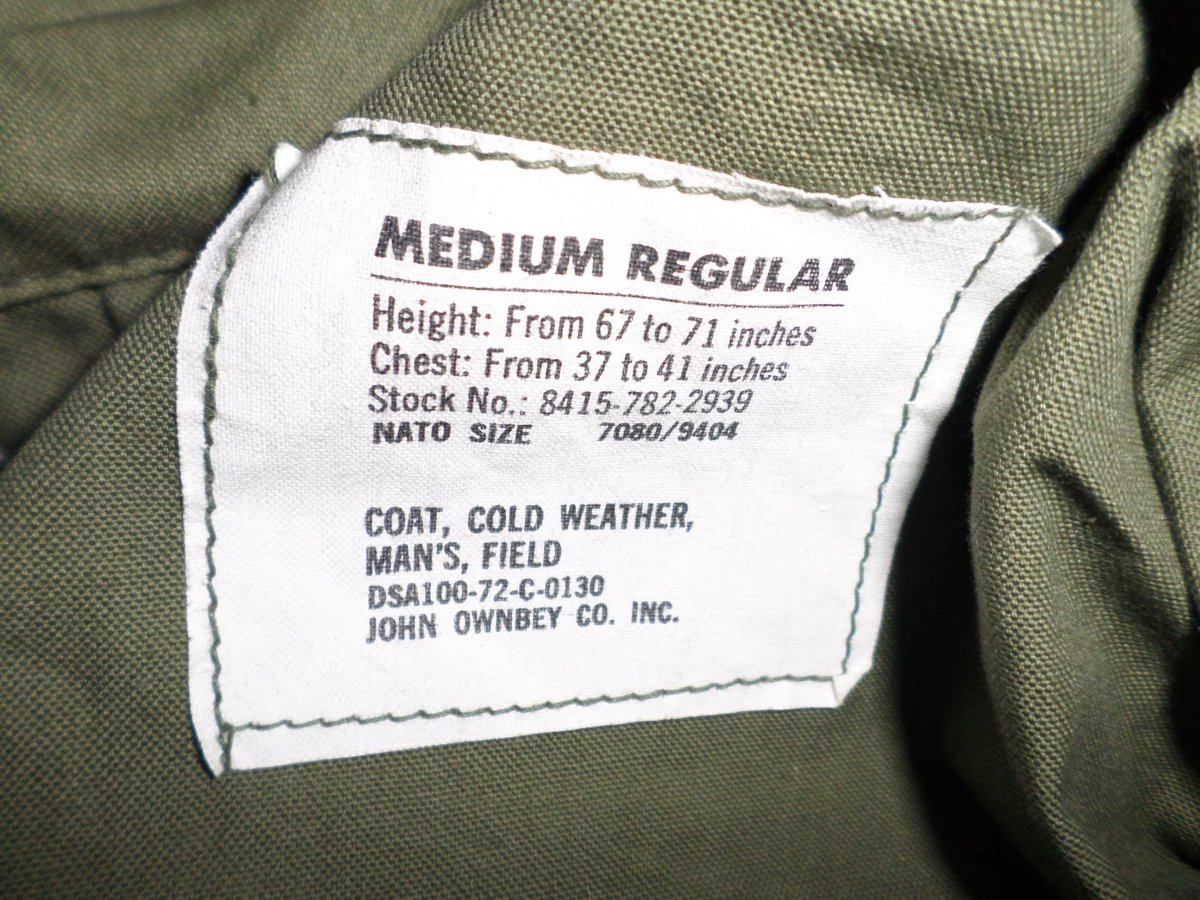 MEDIUM REGULAR
Height: From 67 to 71 inches
Chest: From 37 to 41 inches
Stock No.: 8415-782-2939
NATO SIZE 7080/9404
COAT, COLD WEATHER,
MAN'S, FIELD
DSA100-72-C-0130
JOHN OWNBEY CO. INC.